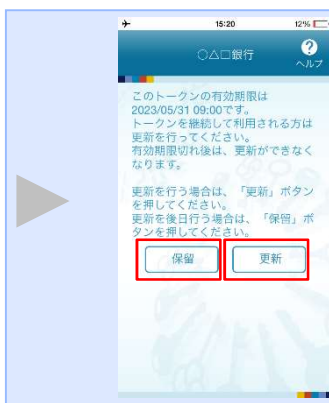 15:20
12%
○△□銀行
?
ヘルプ
このトークンの有効期限は
2023/05/31 09:00です。
トークンを継続して利用される方は
更新を行ってください。
有効期限切れ後は、更新ができなく
なります。
更新を行う場合は、「更新」ボタン
を押してください。
更新を後日行う場合は、「保留」ボ
タンを押してください。
保留
更新